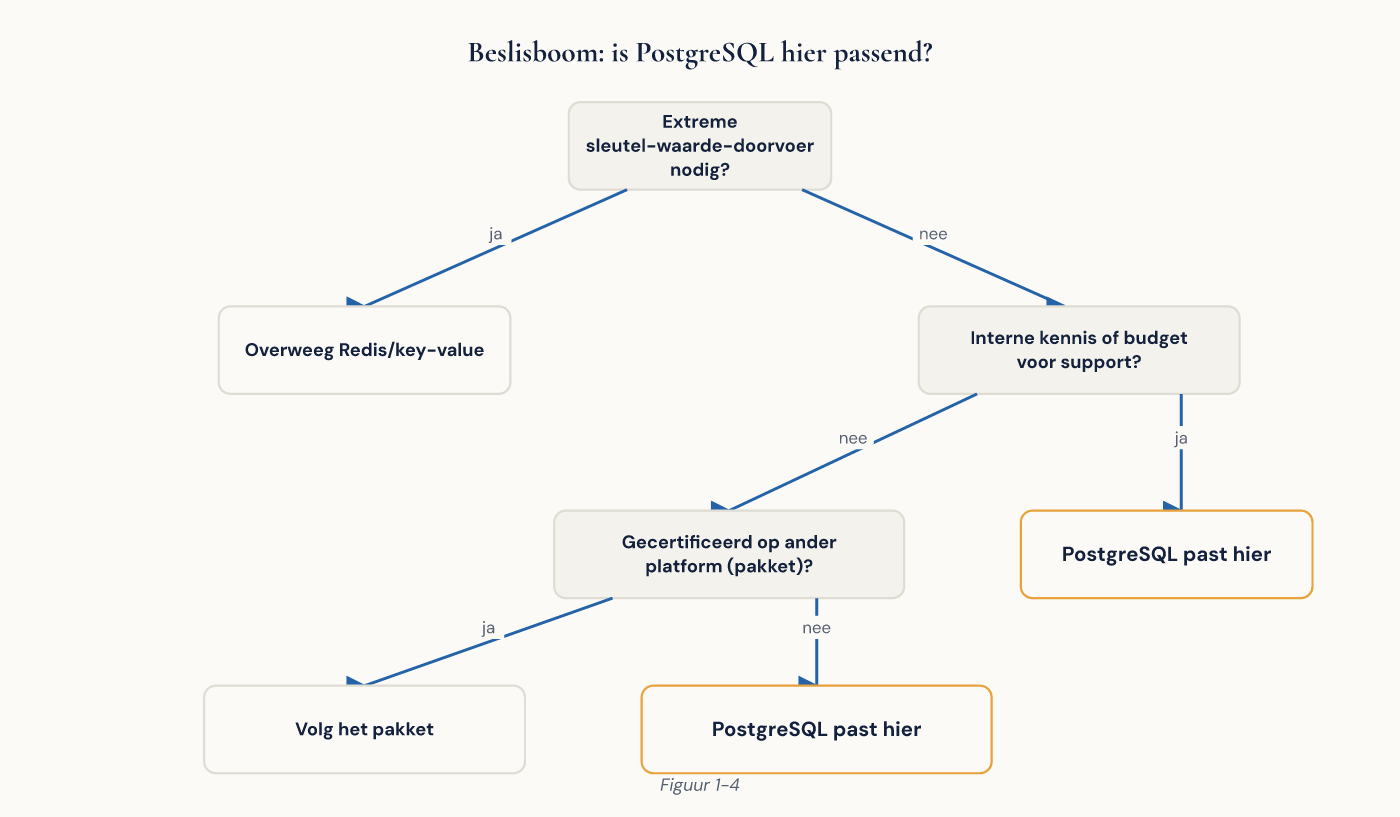 Beslisboom: is PostgreSQL hier passend?
Extreme
sleutel-waarde-doorvoer
nodig?
ja
nee
Overweeg Redis/key-value
Interne kennis of budget
voor support?
nee
ja
Gecertificeerd op ander
platform (pakket)?
PostgreSQL past hier
ja
nee
Volg het pakket
PostgreSQL past hier
Figuur 1-4